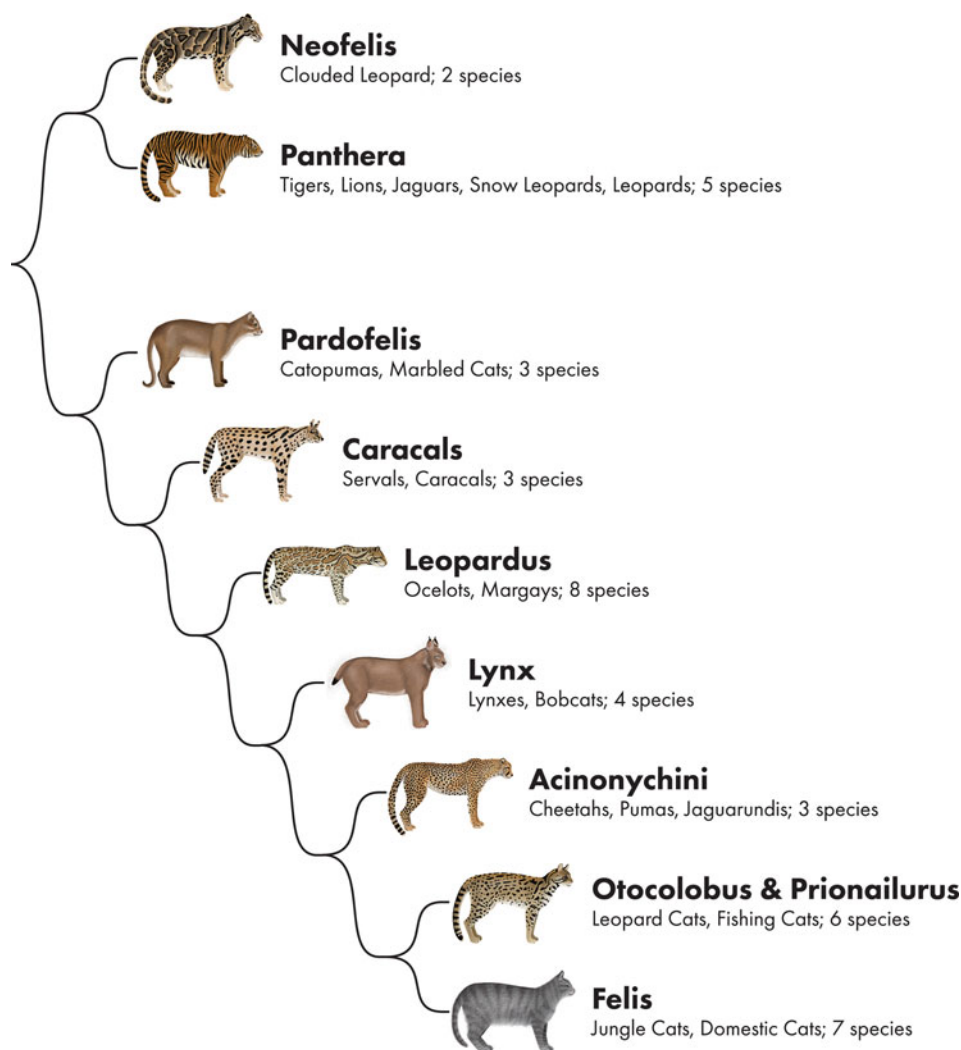 Neofelis
Clouded Leopard; 2 species
Panthera
Tigers, Lions, Jaguars, Snow Leopards, Leopards; 5 species
Pardofelis
Catopumas, Marbled Cats; 3 species
Caracals
Servals, Caracals; 3 species
Leopardus
Ocelots, Margays; 8 species
Lynx
Lynxes, Bobcats; 4 species
Acinonychini
Cheetahs, Pumas, Jaguarundis; 3 species
Otocolobus & Prionailurus
Leopard Cats, Fishing Cats; 6 species
Felis
Jungle Cats, Domestic Cats; 7 species